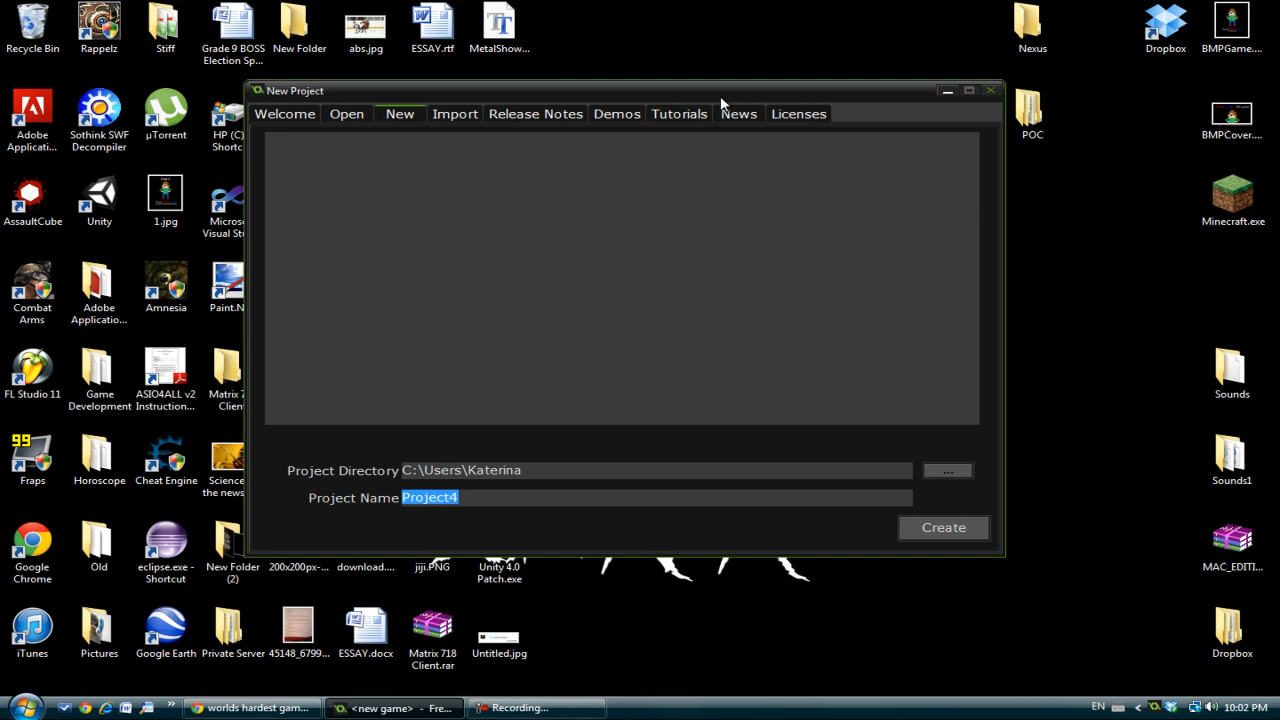 Recycle Bin
Rappelz
Stiff
Grade 9 BOSS
Election Sp...
New Folder
abs.jpg
ESSAY.rtf
MetalShow...
Nexus
Dropbox
BMPGame....
New Project
Welcome
Open
New
Import
Release Notes
Demos
Tutorials
News
Licenses
Adobe
Applicati...
Sothink SWF
Decompiler
µTorrent
HP (C)
Shortc
POC
BMPCover....
AssaultCube
Unity
1.jpg
Micros
Visual Stu
Minecraft.exe
Combat
Arms
Adobe
Applicatio...
Amnesia
Paint.N
FL Studio 11
Game
Development
ASIO4ALL v2
Instruction...
Matrix 7
Client
Sounds
99
Fraps
Horoscope
Cheat Engine
Science
the news
Sounds1
Project Directory
C:\Users\Katerina
...
Project Name
Project4
Create
Google
Chrome
Old
eclipse.exe -
Shortcut
New Folder
(2)
200x200px-...
download....
jiji.PNG
Unity 4.0
Patch.exe
MAC_EDITI...
iTunes
Pictures
Google Earth
Private Server
45148_6799...
ESSAY.docx
Matrix 718
Client.rar
Untitled.jpg
Dropbox
worlds hardest gam...
<new game> - Fre...
Recording...
EN
10:02 PM